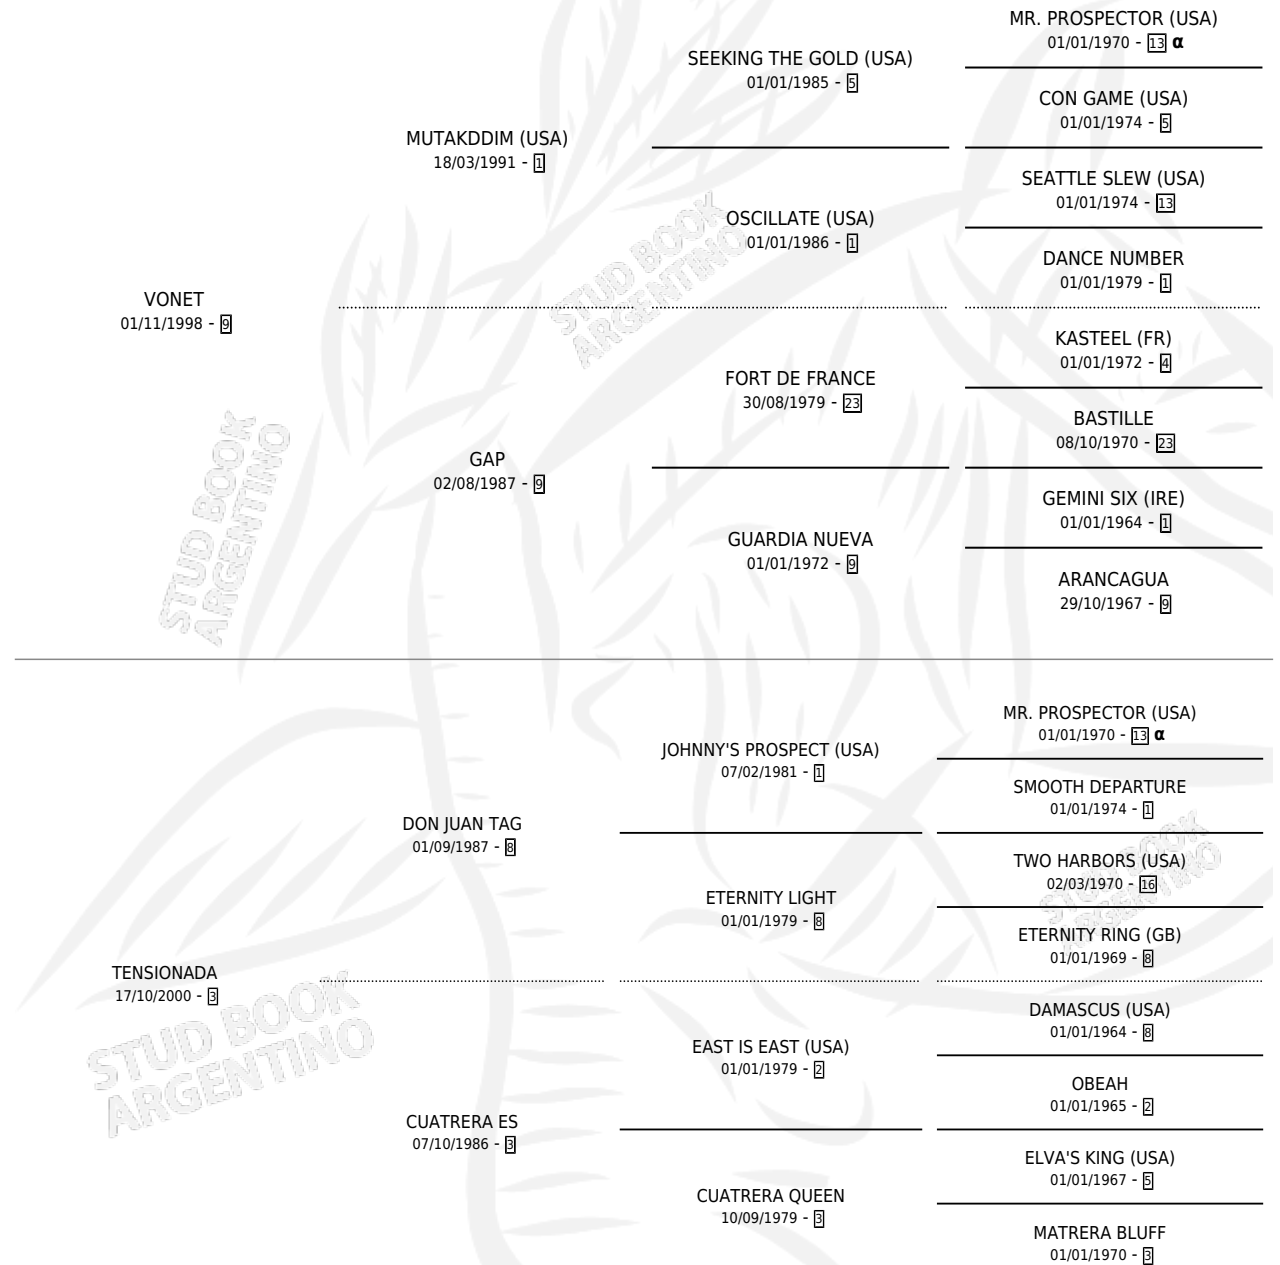 MR. PROSPECTOR (USA)
01/01/1970 - 13 α
SEEKING THE GOLD (USA)
01/01/1985 - 5
CON GAME (USA)
01/01/1974 - 5
MUTAKDDIM (USA)
18/03/1991 - 1
SEATTLE SLEW (USA)
01/01/1974 - 13
OSCILLATE (USA)
01/01/1986 - 1
DANCE NUMBER
01/01/1979 - 1
VONET
01/11/1998 - 9
KASTEEL (FR)
01/01/1972 - 4
FORT DE FRANCE
30/08/1979 - 23
BASTILLE
08/10/1970 - 23
GAP
02/08/1987 - 9
GEMINI SIX (IRE)
01/01/1964 - 1
GUARDIA NUEVA
01/01/1972 - 9
ARANCAGUA
29/10/1967 - 9
MR. PROSPECTOR (USA)
01/01/1970 - 13 α
JOHNNY'S PROSPECT (USA)
07/02/1981 - 1
SMOOTH DEPARTURE
01/01/1974 - 1
DON JUAN TAG
01/09/1987 - 8
TWO HARBORS (USA)
02/03/1970 - 16
ETERNITY LIGHT
01/01/1979 - 8
ETERNITY RING (GB)
01/01/1969 - 8
TENSIONADA
17/10/2000 - 3
DAMASCUS (USA)
01/01/1964 - 8
EAST IS EAST (USA)
01/01/1979 - 2
OBEAH
01/01/1965 - 2
CUATRERA ES
07/10/1986 - 3
ELVA'S KING (USA)
01/01/1967 - 5
CUATRERA QUEEN
10/09/1979 - 3
MATRERA BLUFF
01/01/1970 - 3
STUD BOOK
ARGENTINO
STUD BOOK
ARGENTINO
STUD BOOK
ARGENTINO
STUD BOOK
ARGENTINO